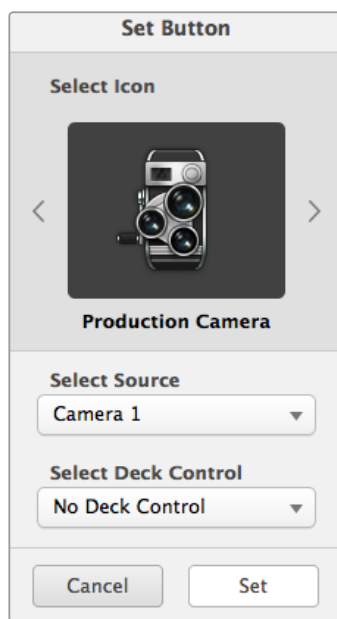 Set Button
Select Icon
Production Camera
Select Source
Camera 1
Select Deck Control
No Deck Control
Cancel
Set